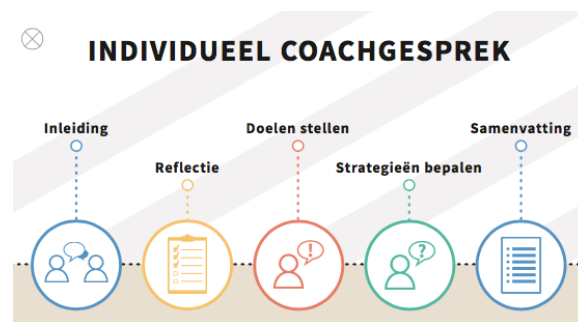 INDIVIDUEEL COACHGESPREK
Inleiding
Reflectie
Doelen stellen
Strategieën bepalen
Samenvatting